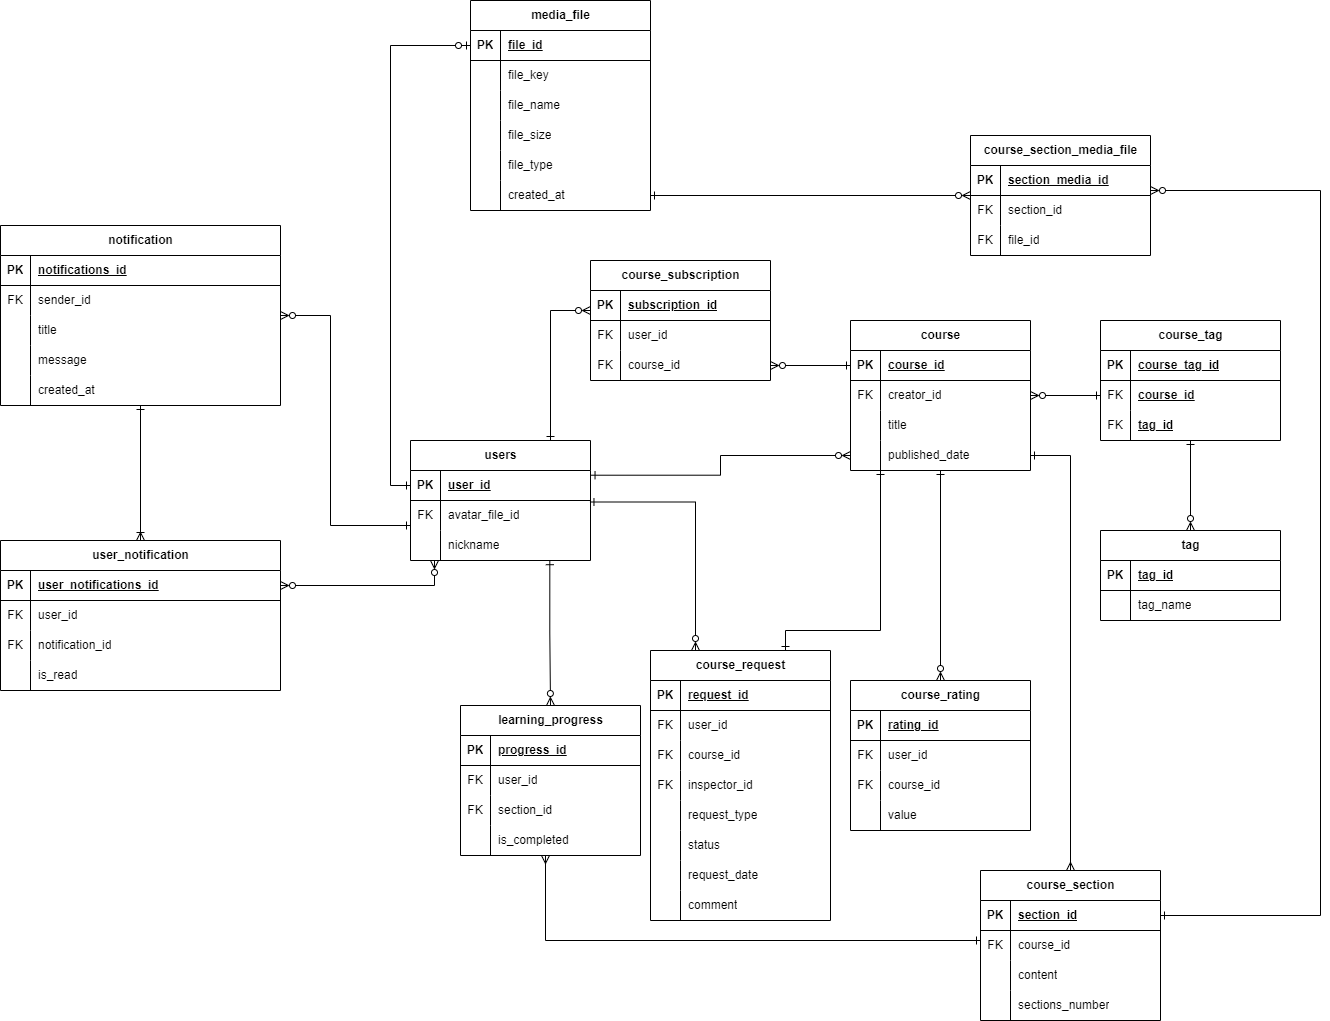 media_file
PK file_id
file_key
file_name
file_size
file_type
created_at
course_section_media_file
PK section_media_id
FK section_id
FK file_id
notification
PK notifications_id
FK sender_id
title
message
created_at
course_subscription
PK subscription_id
FK user_id
FK course_id
course
PK course_id
FK creator_id
title
published_date
course_tag
PK course_tag_id
FK course_id
FK tag_id
users
PK user_id
FK avatar_file_id
nickname
user_notification
PK user_notifications_id
FK user_id
FK notification_id
is_read
tag
PK tag_id
tag_name
course_request
PK request_id
FK user_id
FK course_id
FK inspector_id
request_type
status
request_date
comment
course_rating
PK rating_id
FK user_id
FK course_id
value
learning_progress
PK progress_id
FK user_id
FK section_id
is_completed
course_section
PK section_id
FK course_id
content
sections_number